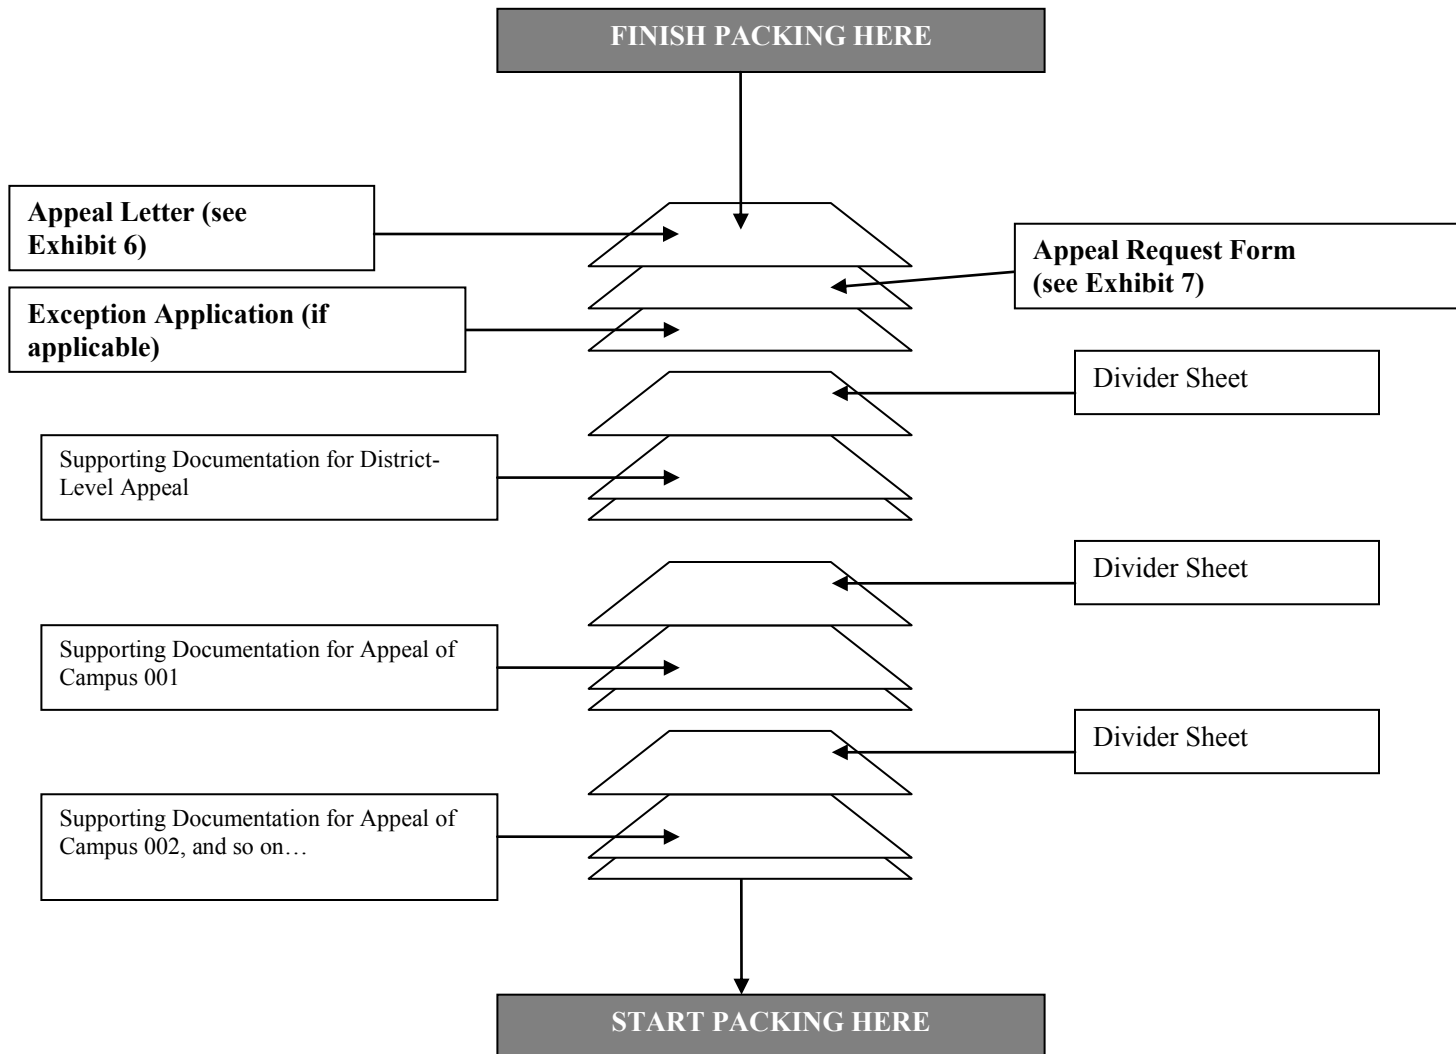 FINISH PACKING HERE
Appeal Letter (see
Exhibit 6)
Appeal Request Form
(see Exhibit 7)
Exception Application (if
applicable)
Divider Sheet
Supporting Documentation for District-
Level Appeal
Divider Sheet
Supporting Documentation for Appeal of
Campus 001
Divider Sheet
Supporting Documentation for Appeal of
Campus 002, and so on…
START PACKING HERE